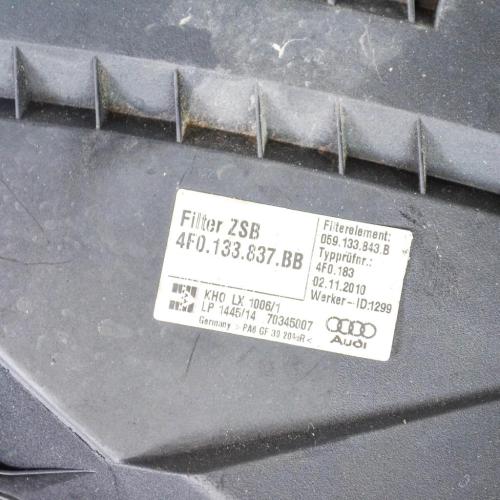 Filter ZSB
4F0.133.837.BB
KHO LX 1006/1
LP 1445/14 70345007
Germany >PA6 GF 30
Filterelement:
059.133.843.B
Typprüfnr.:
4F0.183
02.11.2010
Werker-ID:1299
Audi